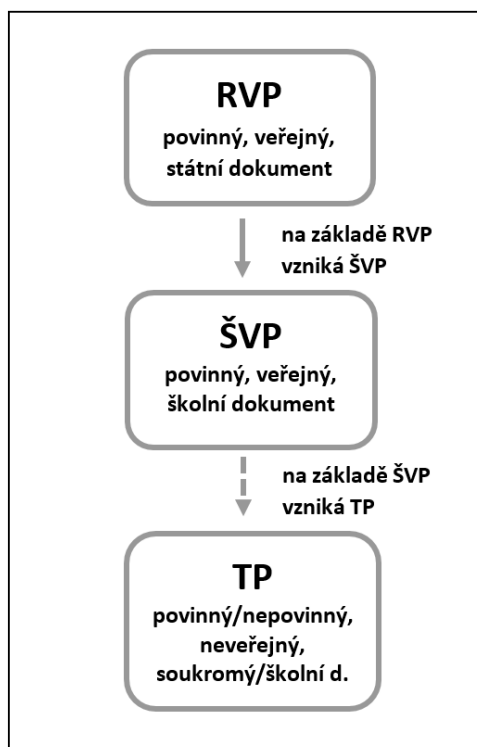 RVP
povinný, veřejný,
státní dokument
na základě RVP
vzniká ŠVP
ŠVP
povinný, veřejný,
školní dokument
na základě ŠVP
vzniká TP
TP
povinný/nepovinný,
neveřejný,
soukromý/školní d.